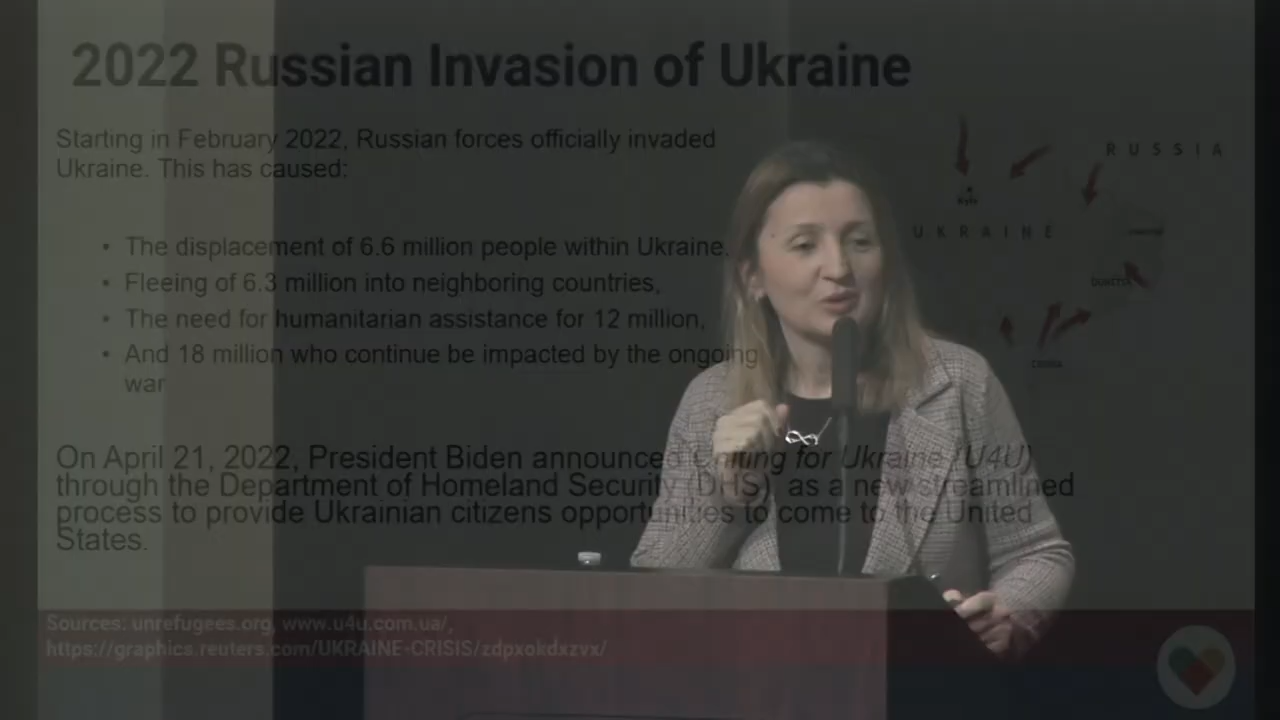 2022 Russian Invasion of Ukraine
Starting in February 2022, Russian forces officially invaded
Ukraine. This has caused:
• The displacement of 6.6 million people within Ukraine.
• Fleeing of 6.3 million into neighboring countries,
• The need for humanitarian assistance for 12 million,
• And 18 million who continue be impacted by the ongoing
war
RUSSIA
Kyiv
UKRAINE
On April 21, 2022, President Biden announced Uniting for Ukraine (U4U)
through the Department of Homeland Security (DHS) as a new streamlined
process to provide Ukrainian citizens opportunities to come to the United
States.
Sources: unrefugees.org, www.u4u.com.ua/,
https://graphics.reuters.com/UKRAINE-CRISIS/zdpxokdxzvx/